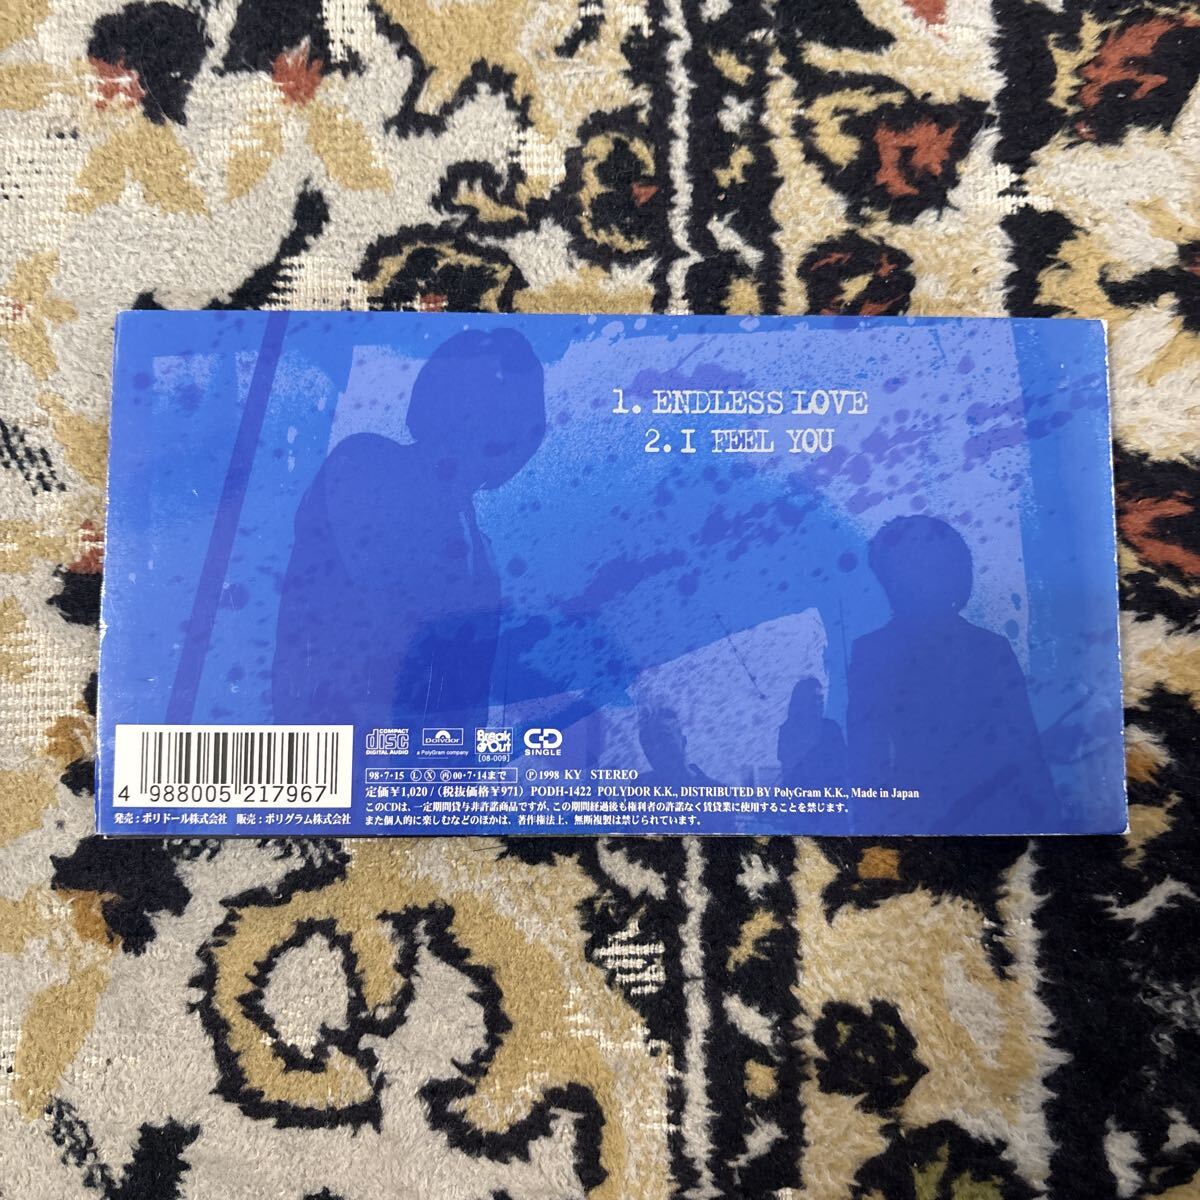 1. ENDLESS LOVE
2. I FEEL YOU
COMPACT
disc
DIGITAL AUDIO
Polydor
a PolyGram company
Break Out
[08-009]
CD
SINGLE
98・7・15 Ⓛ Ⓧ ㊁00・7・14まで Ⓟ 1998 KY STEREO
定価¥1,020/(税抜価格¥971) PODH-1422 POLYDOR K.K., DISTRIBUTED BY PolyGram K.K., Made in Japan
このCDは、一定期間貸与非許諾商品ですが、この期間経過後も権利者の許諾なく賃貸業に使用することを禁じます。
また個人的に楽しむなどのほかは、著作権法上、無断複製は禁じられています。
4 988005 217967
発売：ポリドール株式会社 販売：ポリグラム株式会社